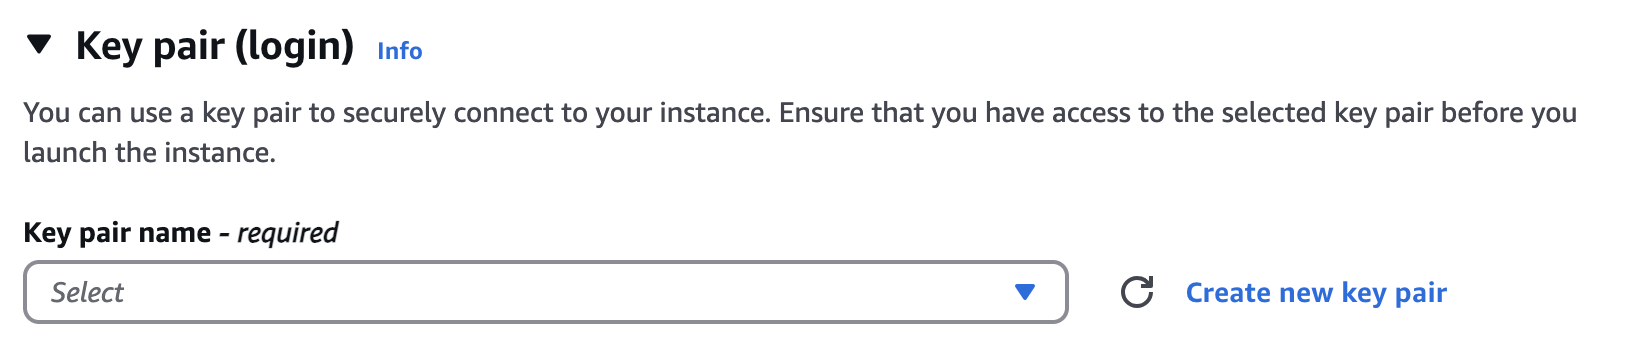 Key pair (login) Info
You can use a key pair to securely connect to your instance. Ensure that you have access to the selected key pair before you
launch the instance.
Key pair name - required
Select
Create new key pair